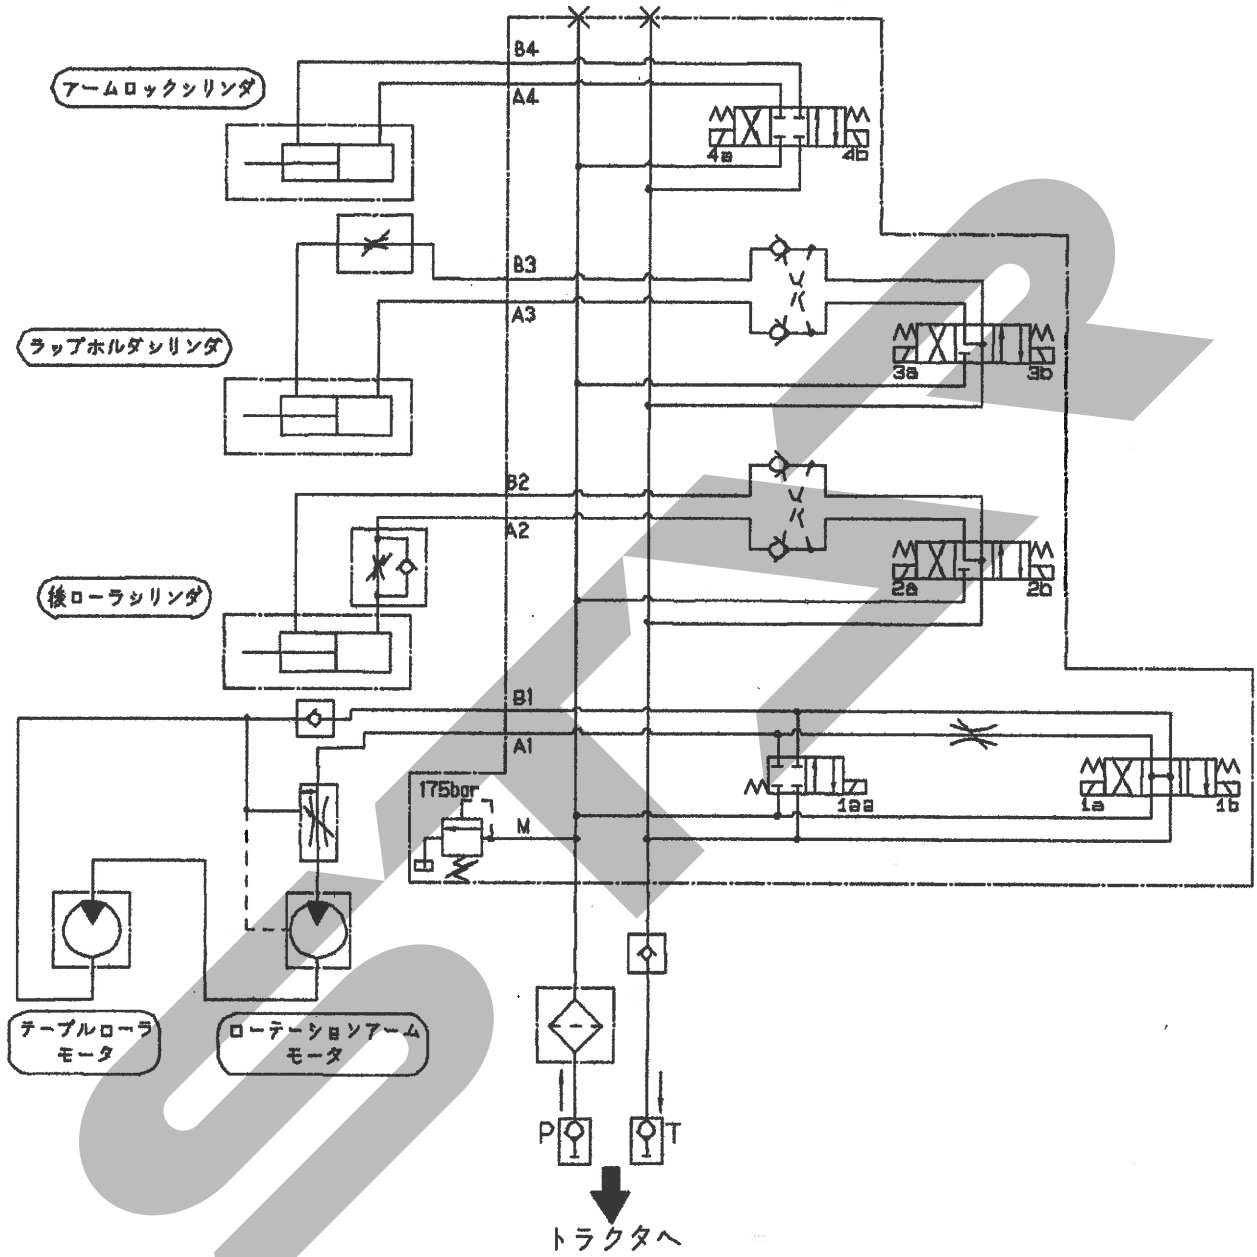 B4
アームロックシリンダ
A4
4a
4b
B3
A3
ラップホルダシリンダ
3a
3b
B2
A2
2a
2b
後ローラシリンダ
B1
A1
175bar
M
1aa
1a
1b
テーブルローラ
モータ
ローテーションアーム
モータ
P
T
トラクタへ
STAR